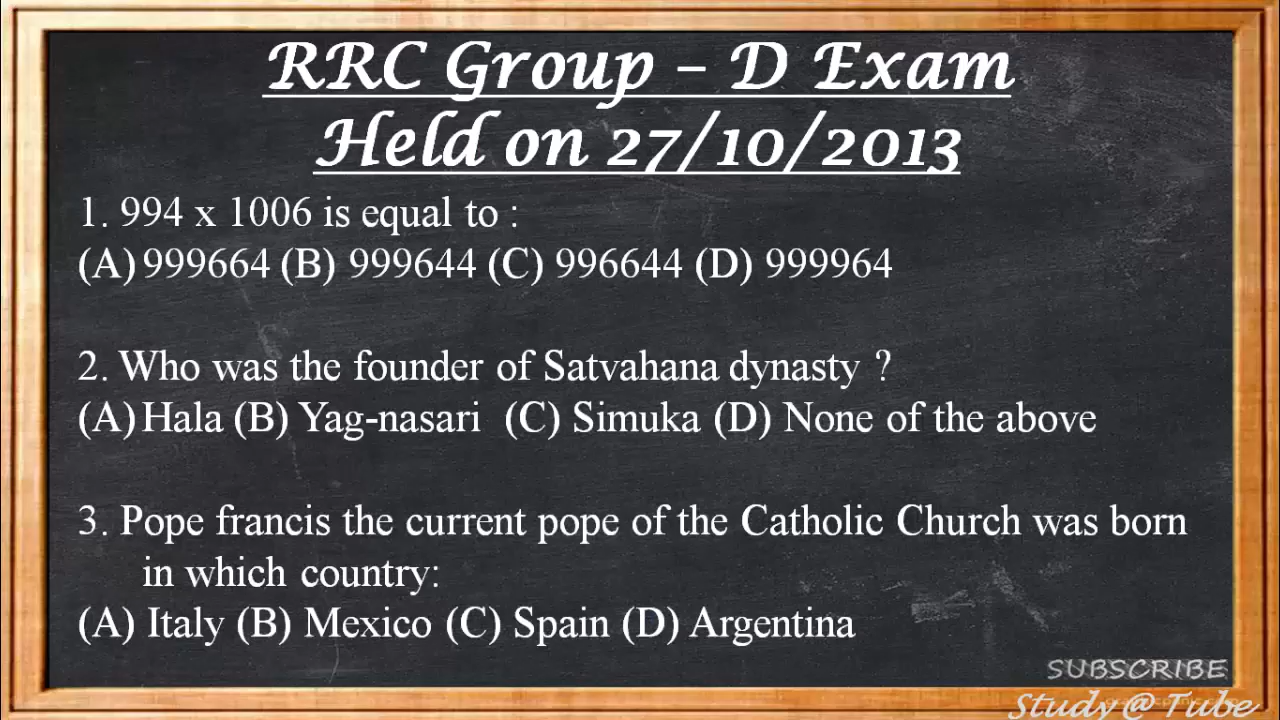 RRC Group – D Exam
Held on 27/10/2013
1. 994 x 1006 is equal to :
(A) 999664 (B) 999644 (C) 996644 (D) 999964
2. Who was the founder of Satvahana dynasty ?
(A) Hala (B) Yag-nasari (C) Simuka (D) None of the above
3. Pope francis the current pope of the Catholic Church was born
in which country:
(A) Italy (B) Mexico (C) Spain (D) Argentina
SUBSCRIBE
Study@Tube